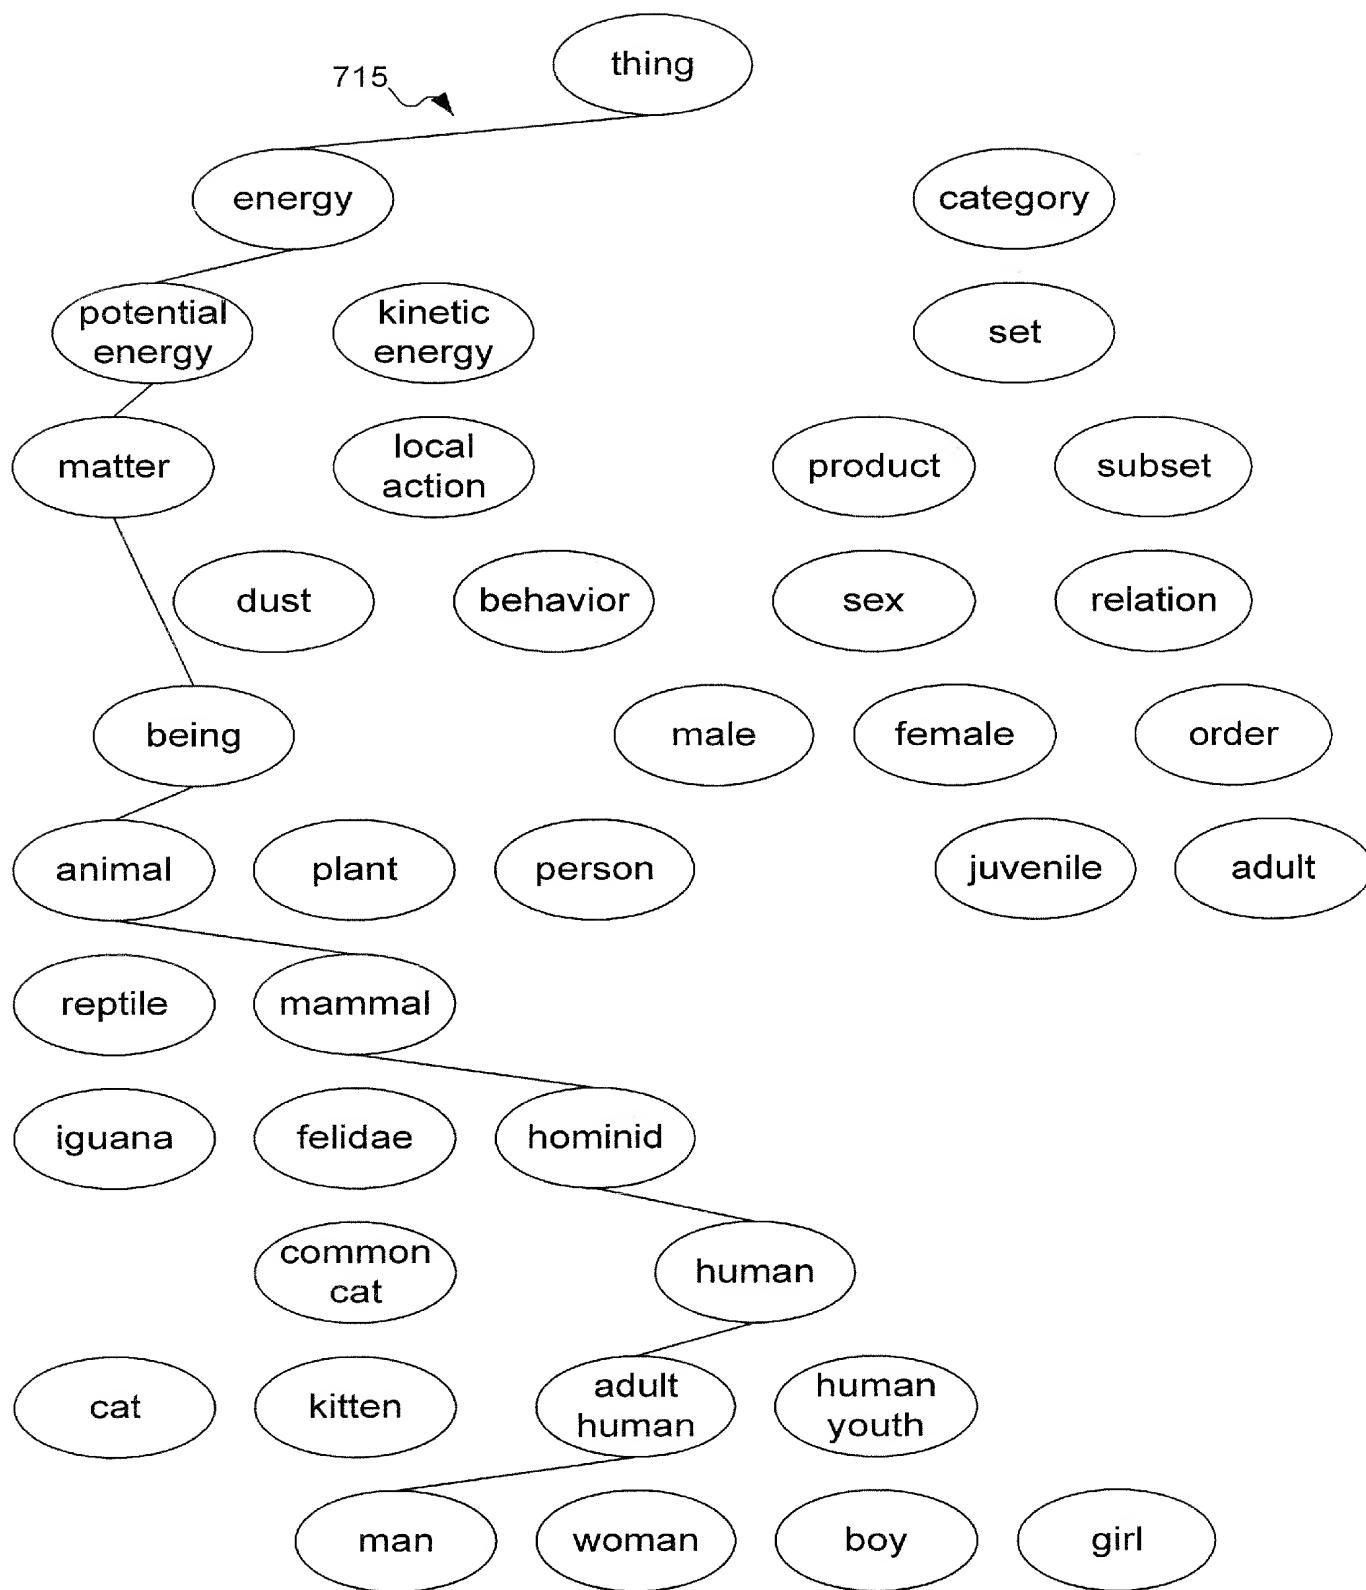 thing
715
energy
category
potential
energy
kinetic
energy
set
matter
local
action
product
subset
dust
behavior
sex
relation
being
male
female
order
animal
plant
person
juvenile
adult
reptile
mammal
iguana
felidae
hominid
common
cat
human
cat
kitten
adult
human
human
youth
man
woman
boy
girl